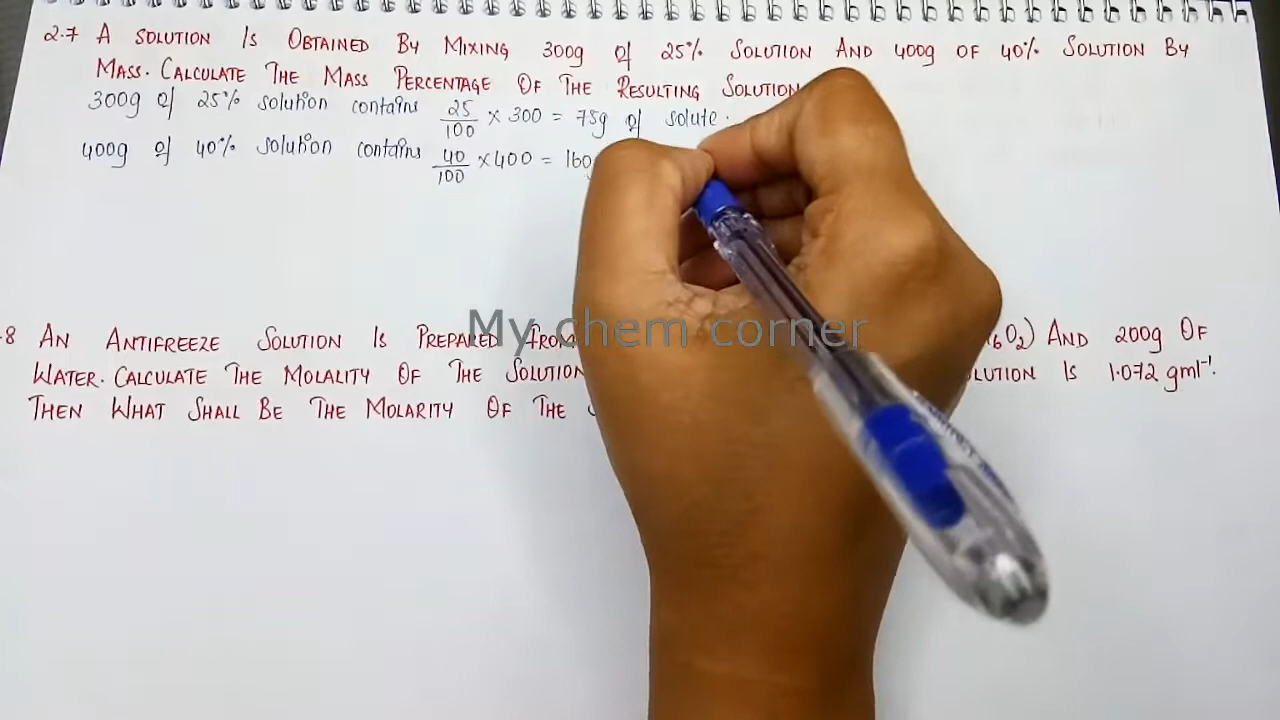 2.7 A SOLUTION IS OBTAINED BY MIXING 300g of 25% SOLUTION AND 400g OF 40% SOLUTION BY
MASS. CALCULATE THE MASS PERCENTAGE OF THE RESULTING SOLUTION
300g of 25% solution contains 25/100 × 300 = 75g of solute.
400g of 40% solution contains 40/100 × 400 = 160
My chem corner
8 AN ANTIFREEZE SOLUTION IS PREPARED FROM 6O2) AND 200g OF
WATER. CALCULATE THE MOLALITY OF THE SOLUTION IS 1.072 gml⁻¹.
THEN WHAT SHALL BE THE MOLARITY OF THE